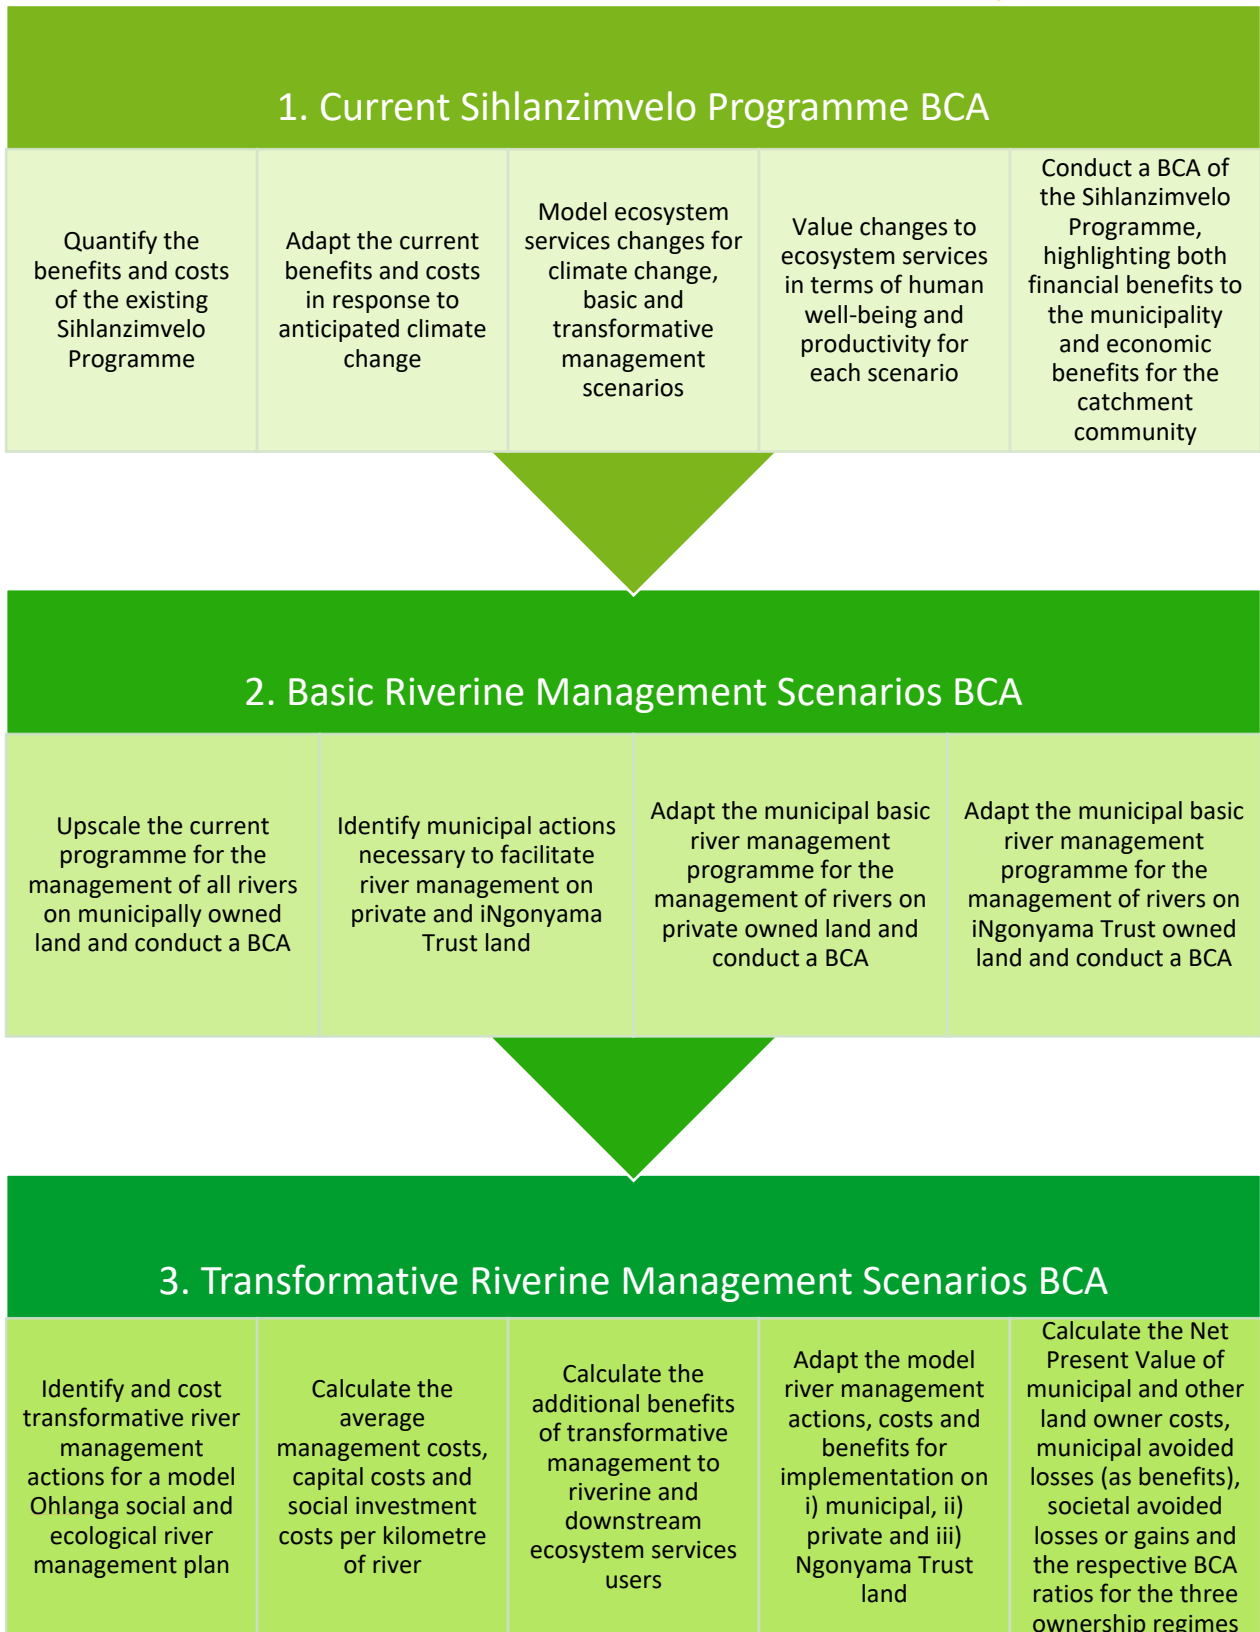 1. Current Sihlanzimvelo Programme BCA
Quantify the
benefits and costs
of the existing
Sihlanzimvelo
Programme
Adapt the current
benefits and costs
in response to
anticipated climate
change
Model ecosystem
services changes for
climate change,
basic and
transformative
management
scenarios
Value changes to
ecosystem services
in terms of human
well-being and
productivity for
each scenario
Conduct a BCA of
the Sihlanzimvelo
Programme,
highlighting both
financial benefits to
the municipality
and economic
benefits for the
catchment
community
2. Basic Riverine Management Scenarios BCA
Upscale the current
programme for the
management of all rivers
on municipally owned
land and conduct a BCA
Identify municipal actions
necessary to facilitate
river management on
private and iNgonyama
Trust land
Adapt the municipal basic
river management
programme for the
management of rivers on
private owned land and
conduct a BCA
Adapt the municipal basic
river management
programme for the
management of rivers on
iNgonyama Trust owned
land and conduct a BCA
3. Transformative Riverine Management Scenarios BCA
Identify and cost
transformative river
management
actions for a model
Ohlanga social and
ecological river
management plan
Calculate the
average
management costs,
capital costs and
social investment
costs per kilometre
of river
Calculate the
additional benefits
of transformative
management to
riverine and
downstream
ecosystem services
users
Adapt the model
river management
actions, costs and
benefits for
implementation on
i) municipal, ii)
private and iii)
Ngonyama Trust
land
Calculate the Net
Present Value of
municipal and other
land owner costs,
municipal avoided
losses (as benefits),
societal avoided
losses or gains and
the respective BCA
ratios for the three
ownership regimes